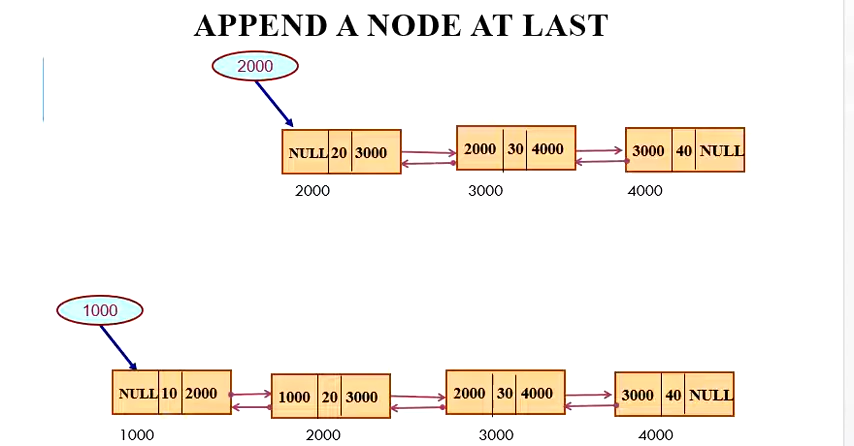 APPEND A NODE AT LAST
2000
NULL 20 3000 2000 30 4000 3000 40 NULL
2000 3000 4000
1000
NULL 10 2000 1000 20 3000 2000 30 4000 3000 40 NULL
1000 2000 3000 4000